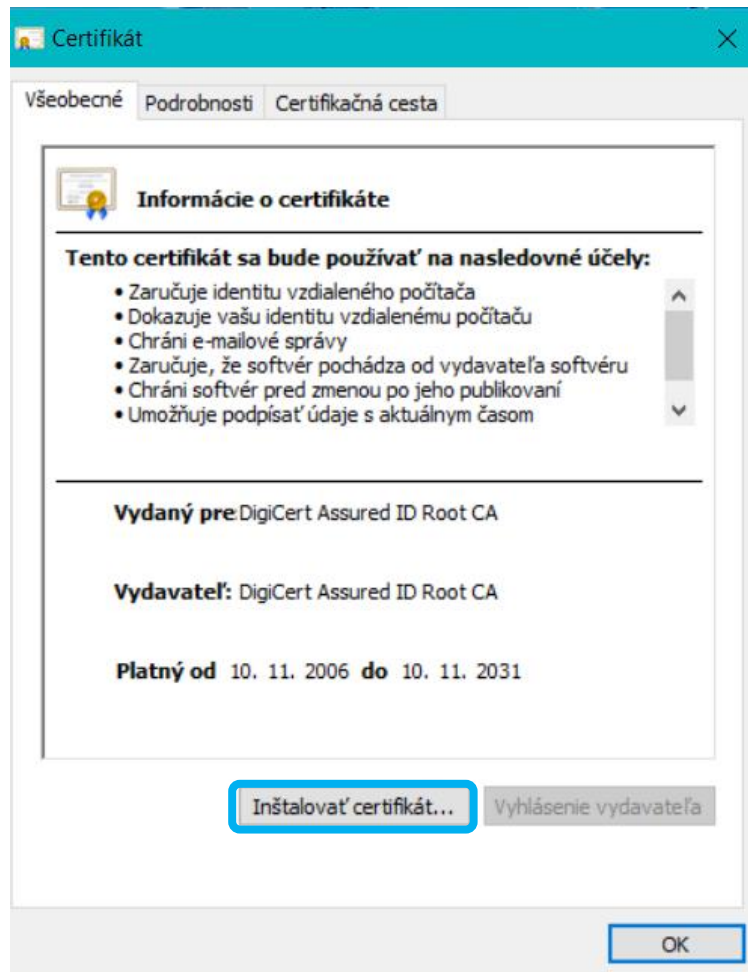 Certifikát
Všeobecné Podrobnosti Certifikačná cesta
Informácie o certifikáte
Tento certifikát sa bude používať na nasledovné účely:
• Zaručuje identitu vzdialeného počítača
• Dokazuje vašu identitu vzdialenému počítaču
• Chráni e-mailové správy
• Zaručuje, že softvér pochádza od vydavateľa softvéru
• Chráni softvér pred zmenou po jeho publikovaní
• Umožňuje podpísať údaje s aktuálnym časom
Vydaný pre: DigiCert Assured ID Root CA
Vydavateľ: DigiCert Assured ID Root CA
Platný od 10. 11. 2006 do 10. 11. 2031
Inštalovať certifikát... Vyhlásenie vydavateľa
OK